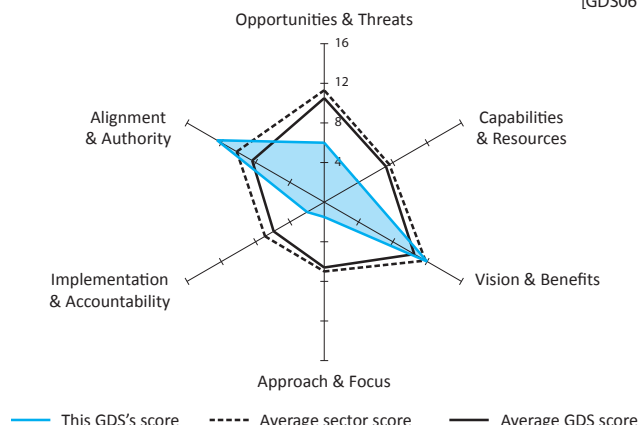 [GDS06
Opportunities & Threats
16
12
8
4
Alignment
& Authority
Capabilities
& Resources
Implementation
& Accountability
Vision & Benefits
Approach & Focus
This GDS's score
Average sector score
Average GDS score